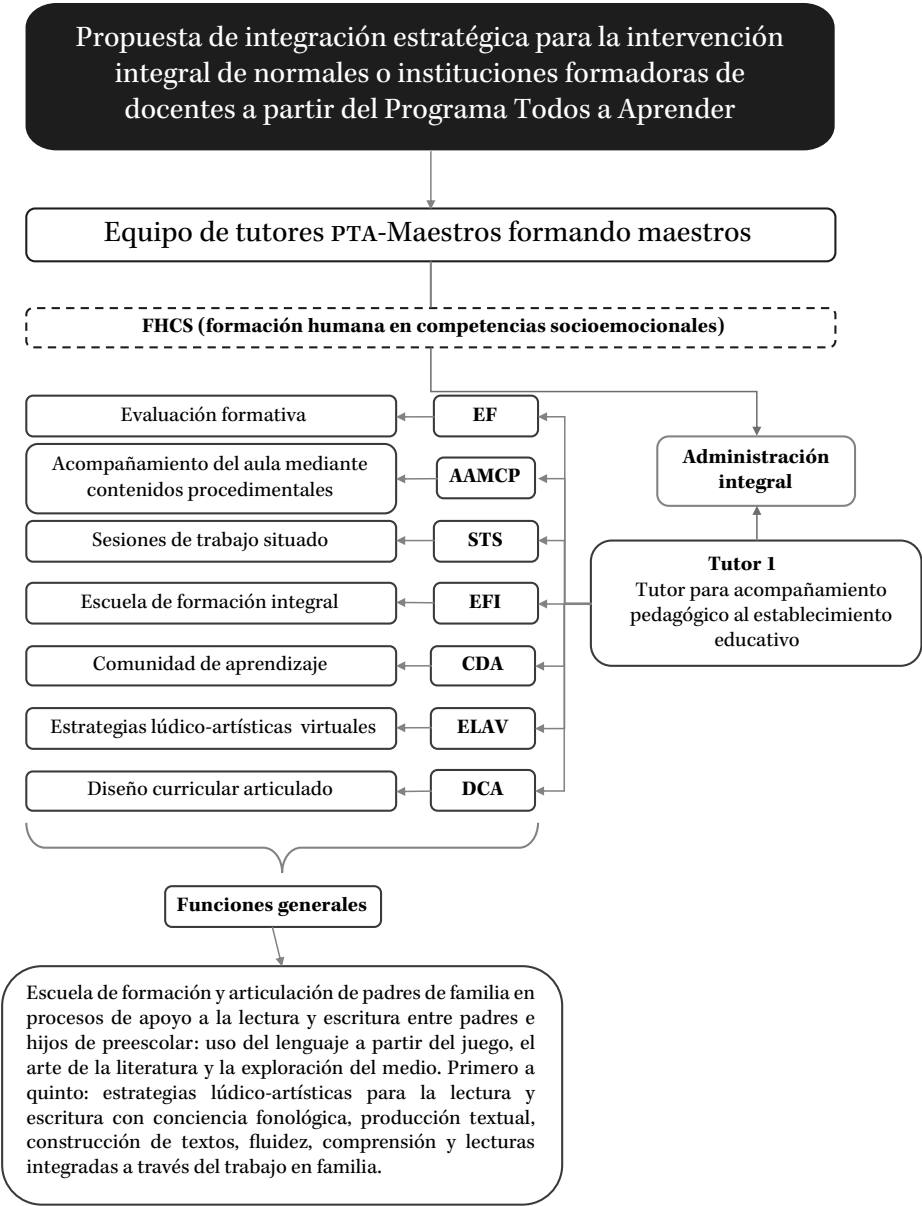 Propuesta de integración estratégica para la intervención
integral de normales o instituciones formadoras de
docentes a partir del Programa Todos a Aprender
Equipo de tutores PTA-Maestros formando maestros
FHCS (formación humana en competencias socioemocionales)
Evaluación formativa
EF
Acompañamiento del aula mediante
contenidos procedimentales
AAMCP
Sesiones de trabajo situado
STS
Escuela de formación integral
EFI
Comunidad de aprendizaje
CDA
Estrategias lúdico-artísticas virtuales
ELAV
Diseño curricular articulado
DCA
Administración
integral
Tutor 1
Tutor para acompañamiento
pedagógico al establecimiento
educativo
Funciones generales
Escuela de formación y articulación de padres de familia en
procesos de apoyo a la lectura y escritura entre padres e
hijos de preescolar: uso del lenguaje a partir del juego, el
arte de la literatura y la exploración del medio. Primero a
quinto: estrategias lúdico-artísticas para la lectura y
escritura con conciencia fonológica, producción textual,
construcción de textos, fluidez, comprensión y lecturas
integradas a través del trabajo en familia.